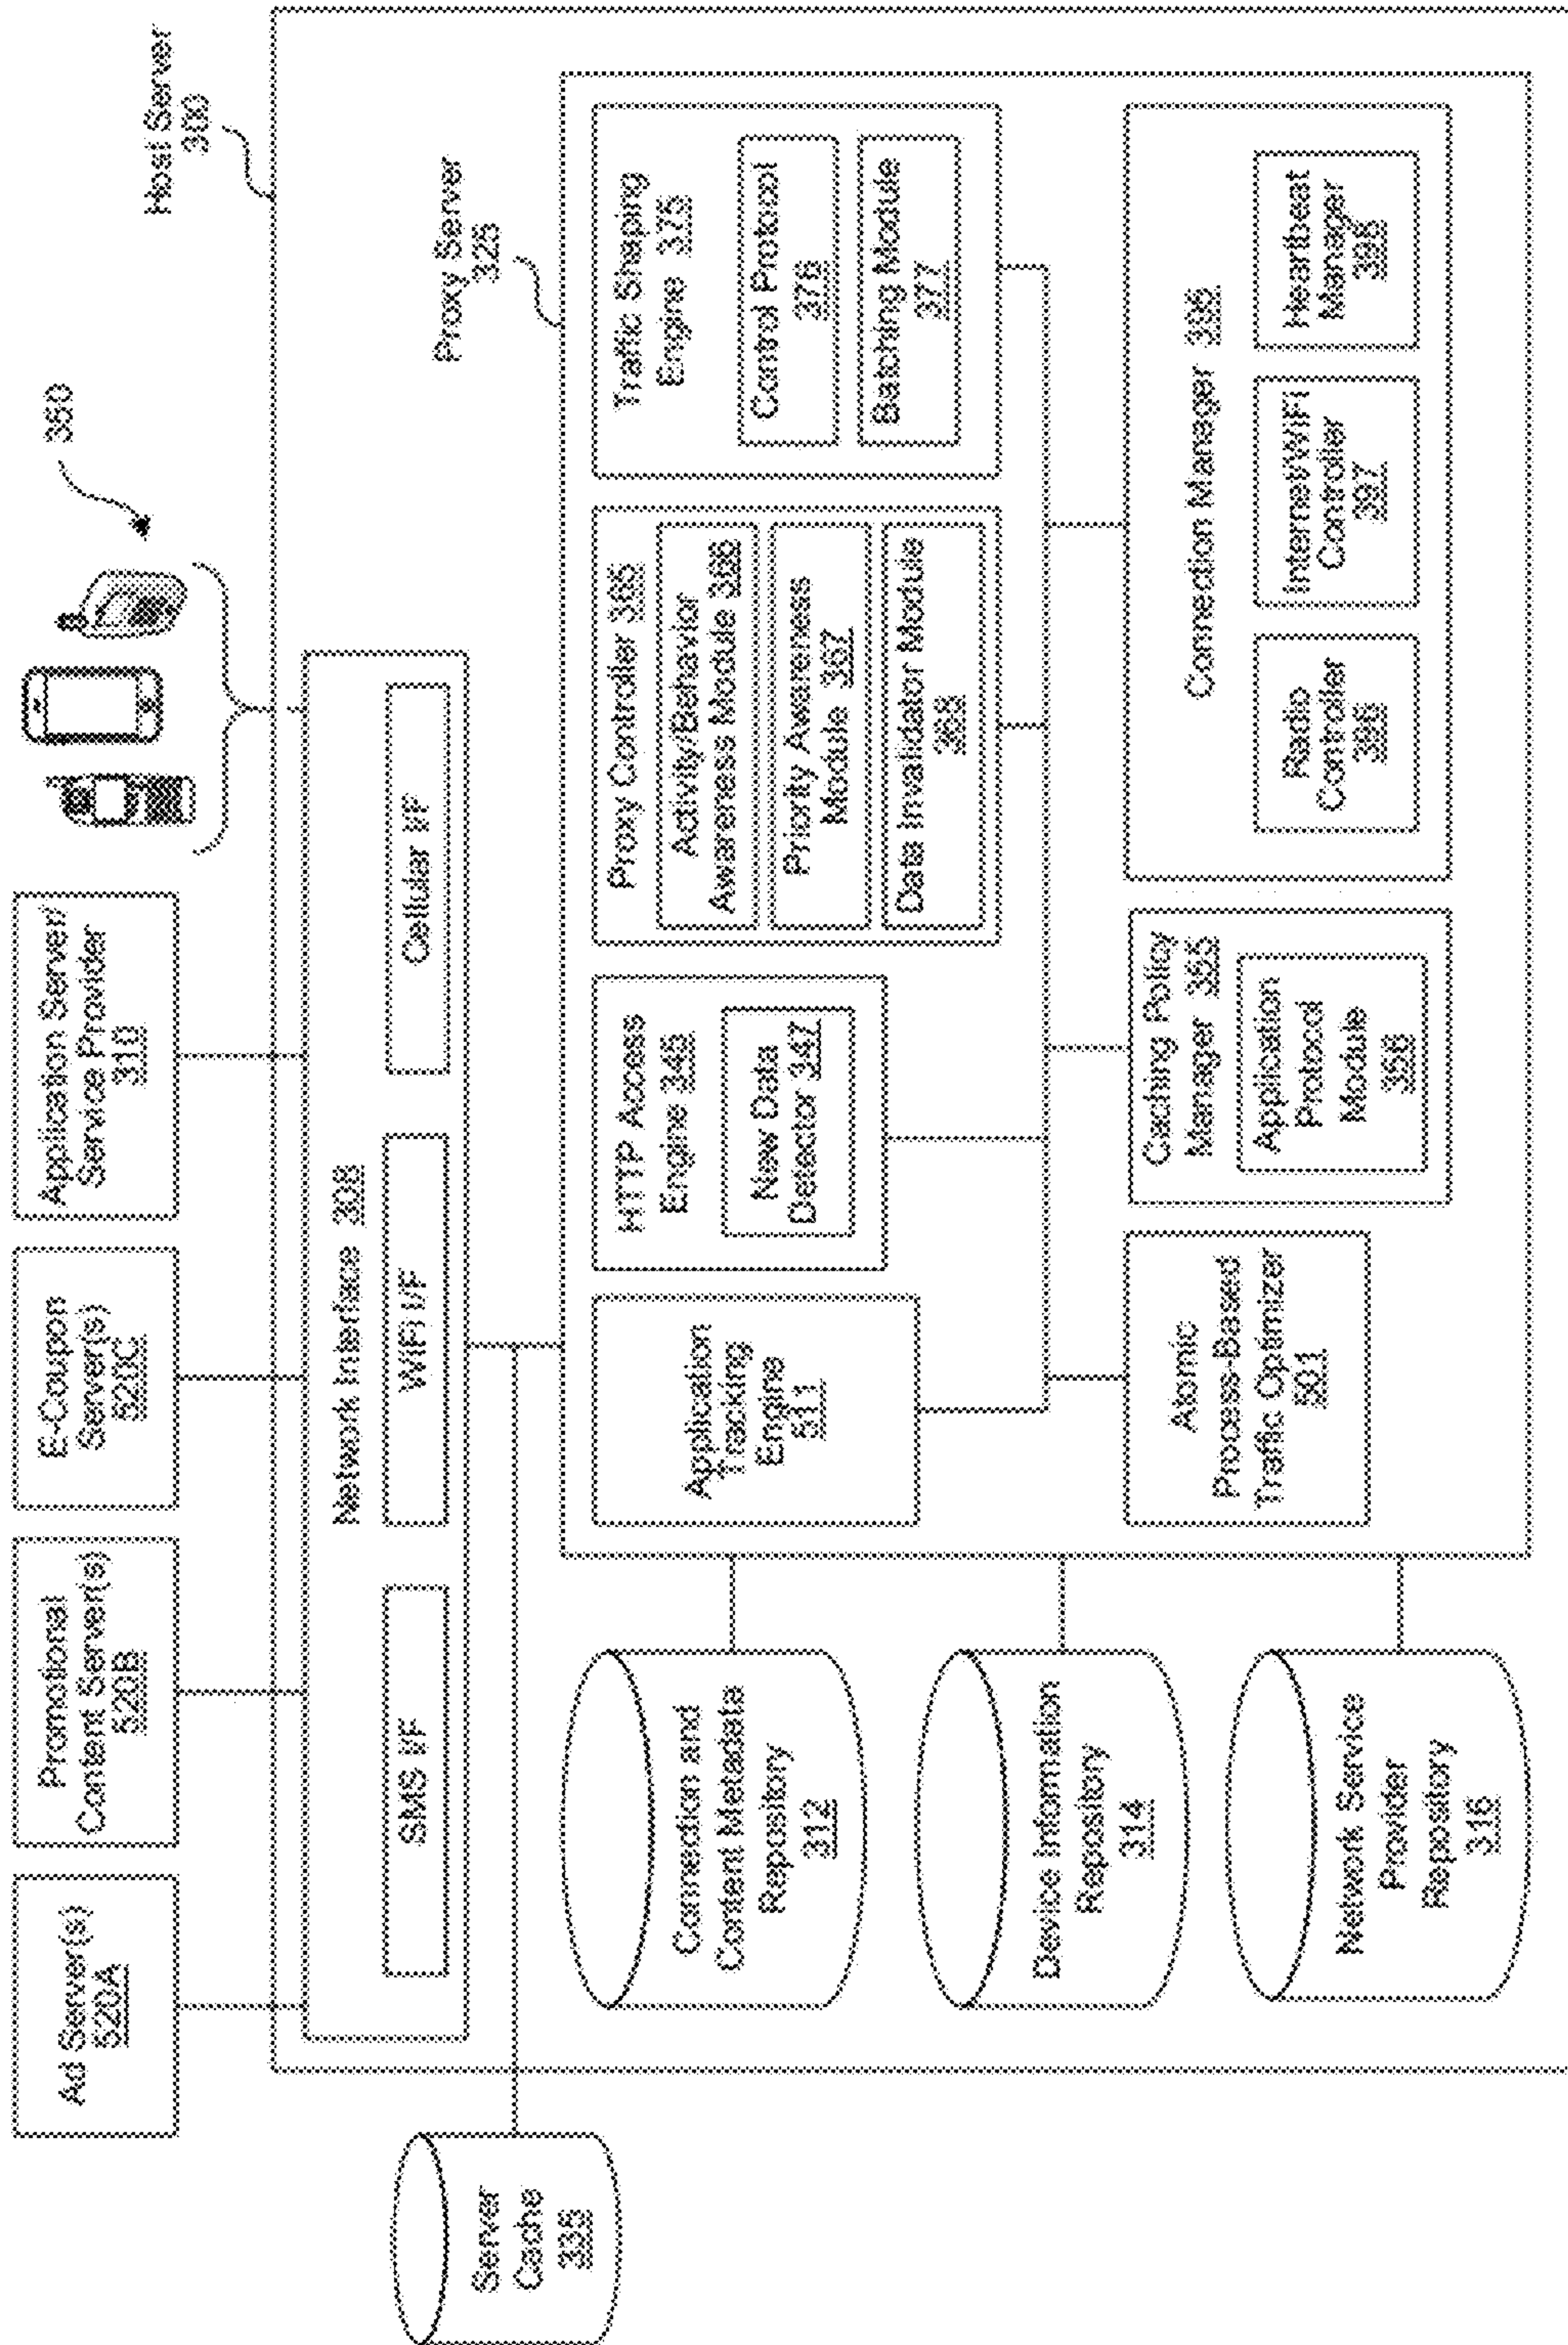 Ad Server(s)
520A
Promotional
Content Server(s)
520B
E-Coupon
Server(s)
520C
Application Server/
Service Provider
310
350
Host Server
300
Network Interface 308
SMS I/F
WiFi I/F
Cellular I/F
Server
Cache
335
Proxy Server
325
Connection and
Content Metadata
Repository
312
Device Information
Repository
314
Network Service
Provider
Repository
316
Application
Tracking
Engine
511
HTTP Access
Engine 345
New Data
Detector 347
Proxy Controller 365
Activity/Behavior
Awareness Module 366
Priority Awareness
Module 367
Data Invalidator Module
368
Traffic Shaping
Engine 375
Control Protocol
376
Batching Module
377
Atomic
Process-Based
Traffic Optimizer
501
Caching Policy
Manager 355
Application
Protocol
Module
356
Connection Manager 395
Radio
Controller
396
Internet/WiFi
Controller
397
Heartbeat
Manager
398